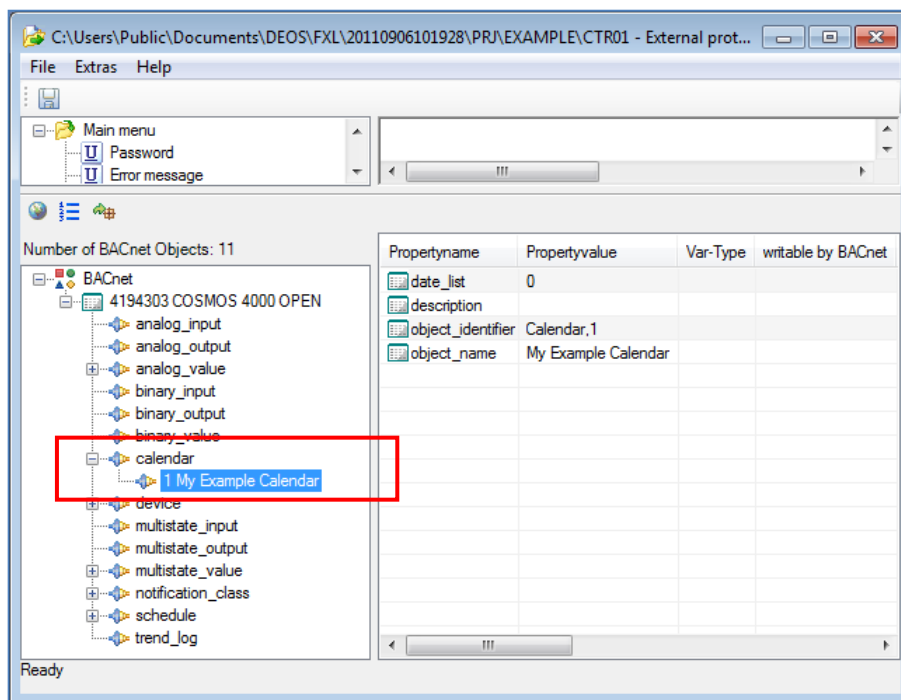 C:\Users\Public\Documents\DEOS\FXL\20110906101928\PRJ\EXAMPLE\CTR01 - External prot...
File Extras Help
Main menu
U Password
U Error message
Number of BACnet Objects: 11
BACnet
4194303 COSMOS 4000 OPEN
analog_input
analog_output
analog_value
binary_input
binary_output
binary_value
calendar
1 My Example Calendar
device
multistate_input
multistate_output
multistate_value
notification_class
schedule
trend_log
Propertyname Propertyvalue Var-Type writable by BACnet
date_list 0
description
object_identifier Calendar,1
object_name My Example Calendar
Ready